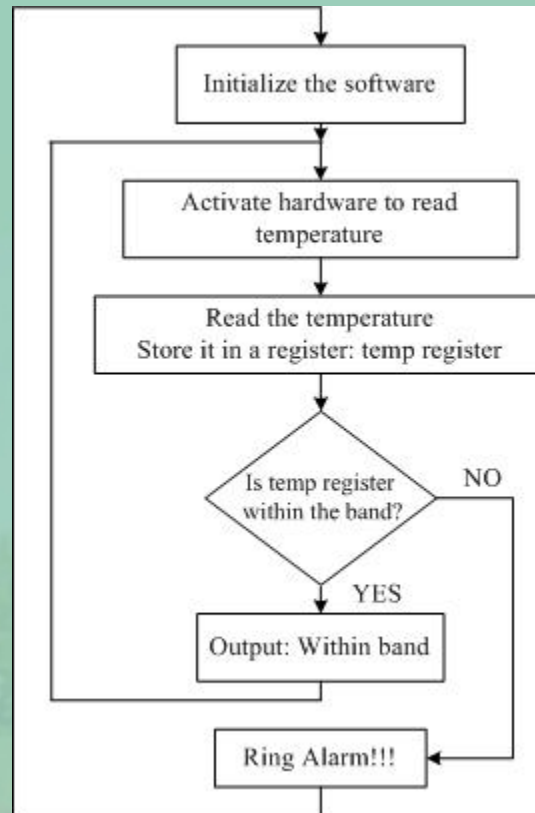 Initialize the software
Activate hardware to read
temperature
Read the temperature
Store it in a register: temp register
Is temp register
within the band?
NO
YES
Output: Within band
Ring Alarm!!!